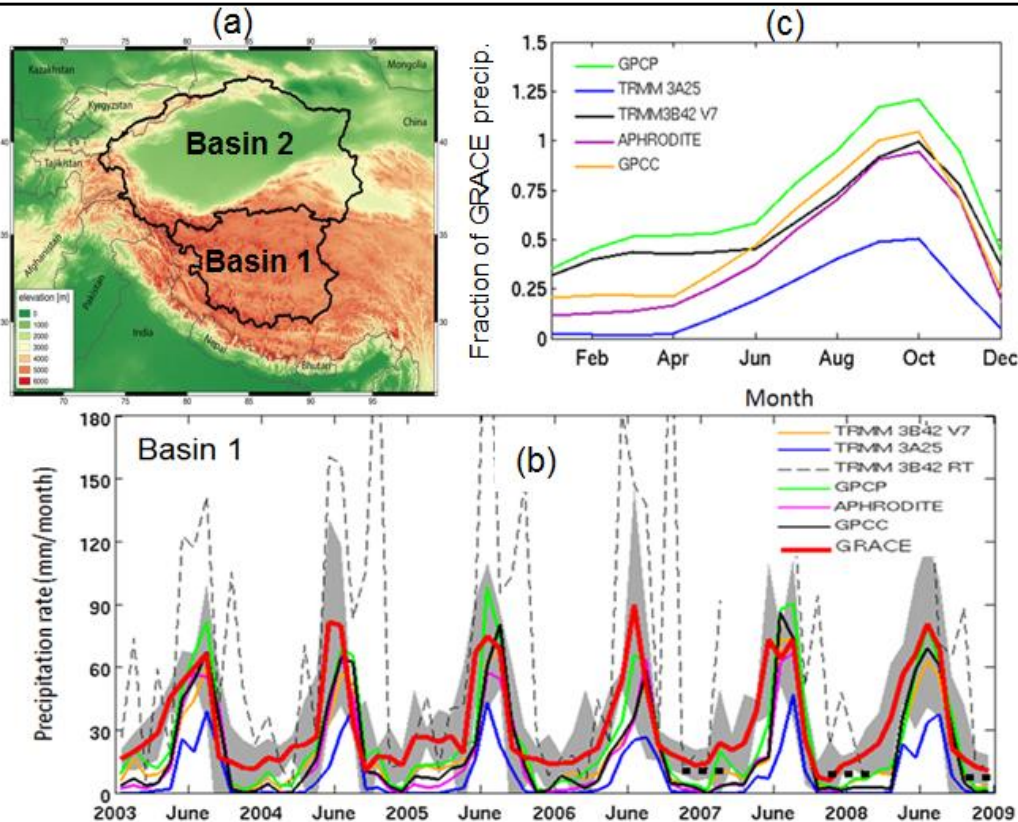 (a)
70 75 80 85 90 95
Kazakhstan
Mongolia
Kyrgyzstan
China
40
40
Basin 2
Tajikistan
Basin 1
Afghanistan
Pakistan
30
30
India
Nepal
Bhutan
elevation [m]
0
1000
2000
3000
4000
5000
6000
70 75 80 85 90 95
(c)
Fraction of GRACE precip.
1.5
1.25
1
0.75
0.5
0.25
0
GPCP
TRMM 3A25
TRMM3B42 V7
APHRODITE
GPCC
Feb Apr Jun Aug Oct Dec
Month
Precipitation rate (mm/month)
180
150
120
90
60
30
0
Basin 1
(b)
TRMM 3B42 V7
TRMM 3A25
TRMM 3B42 RT
GPCP
APHRODITE
GPCC
GRACE
2003 June 2004 June 2005 June 2006 June 2007 June 2008 June 2009